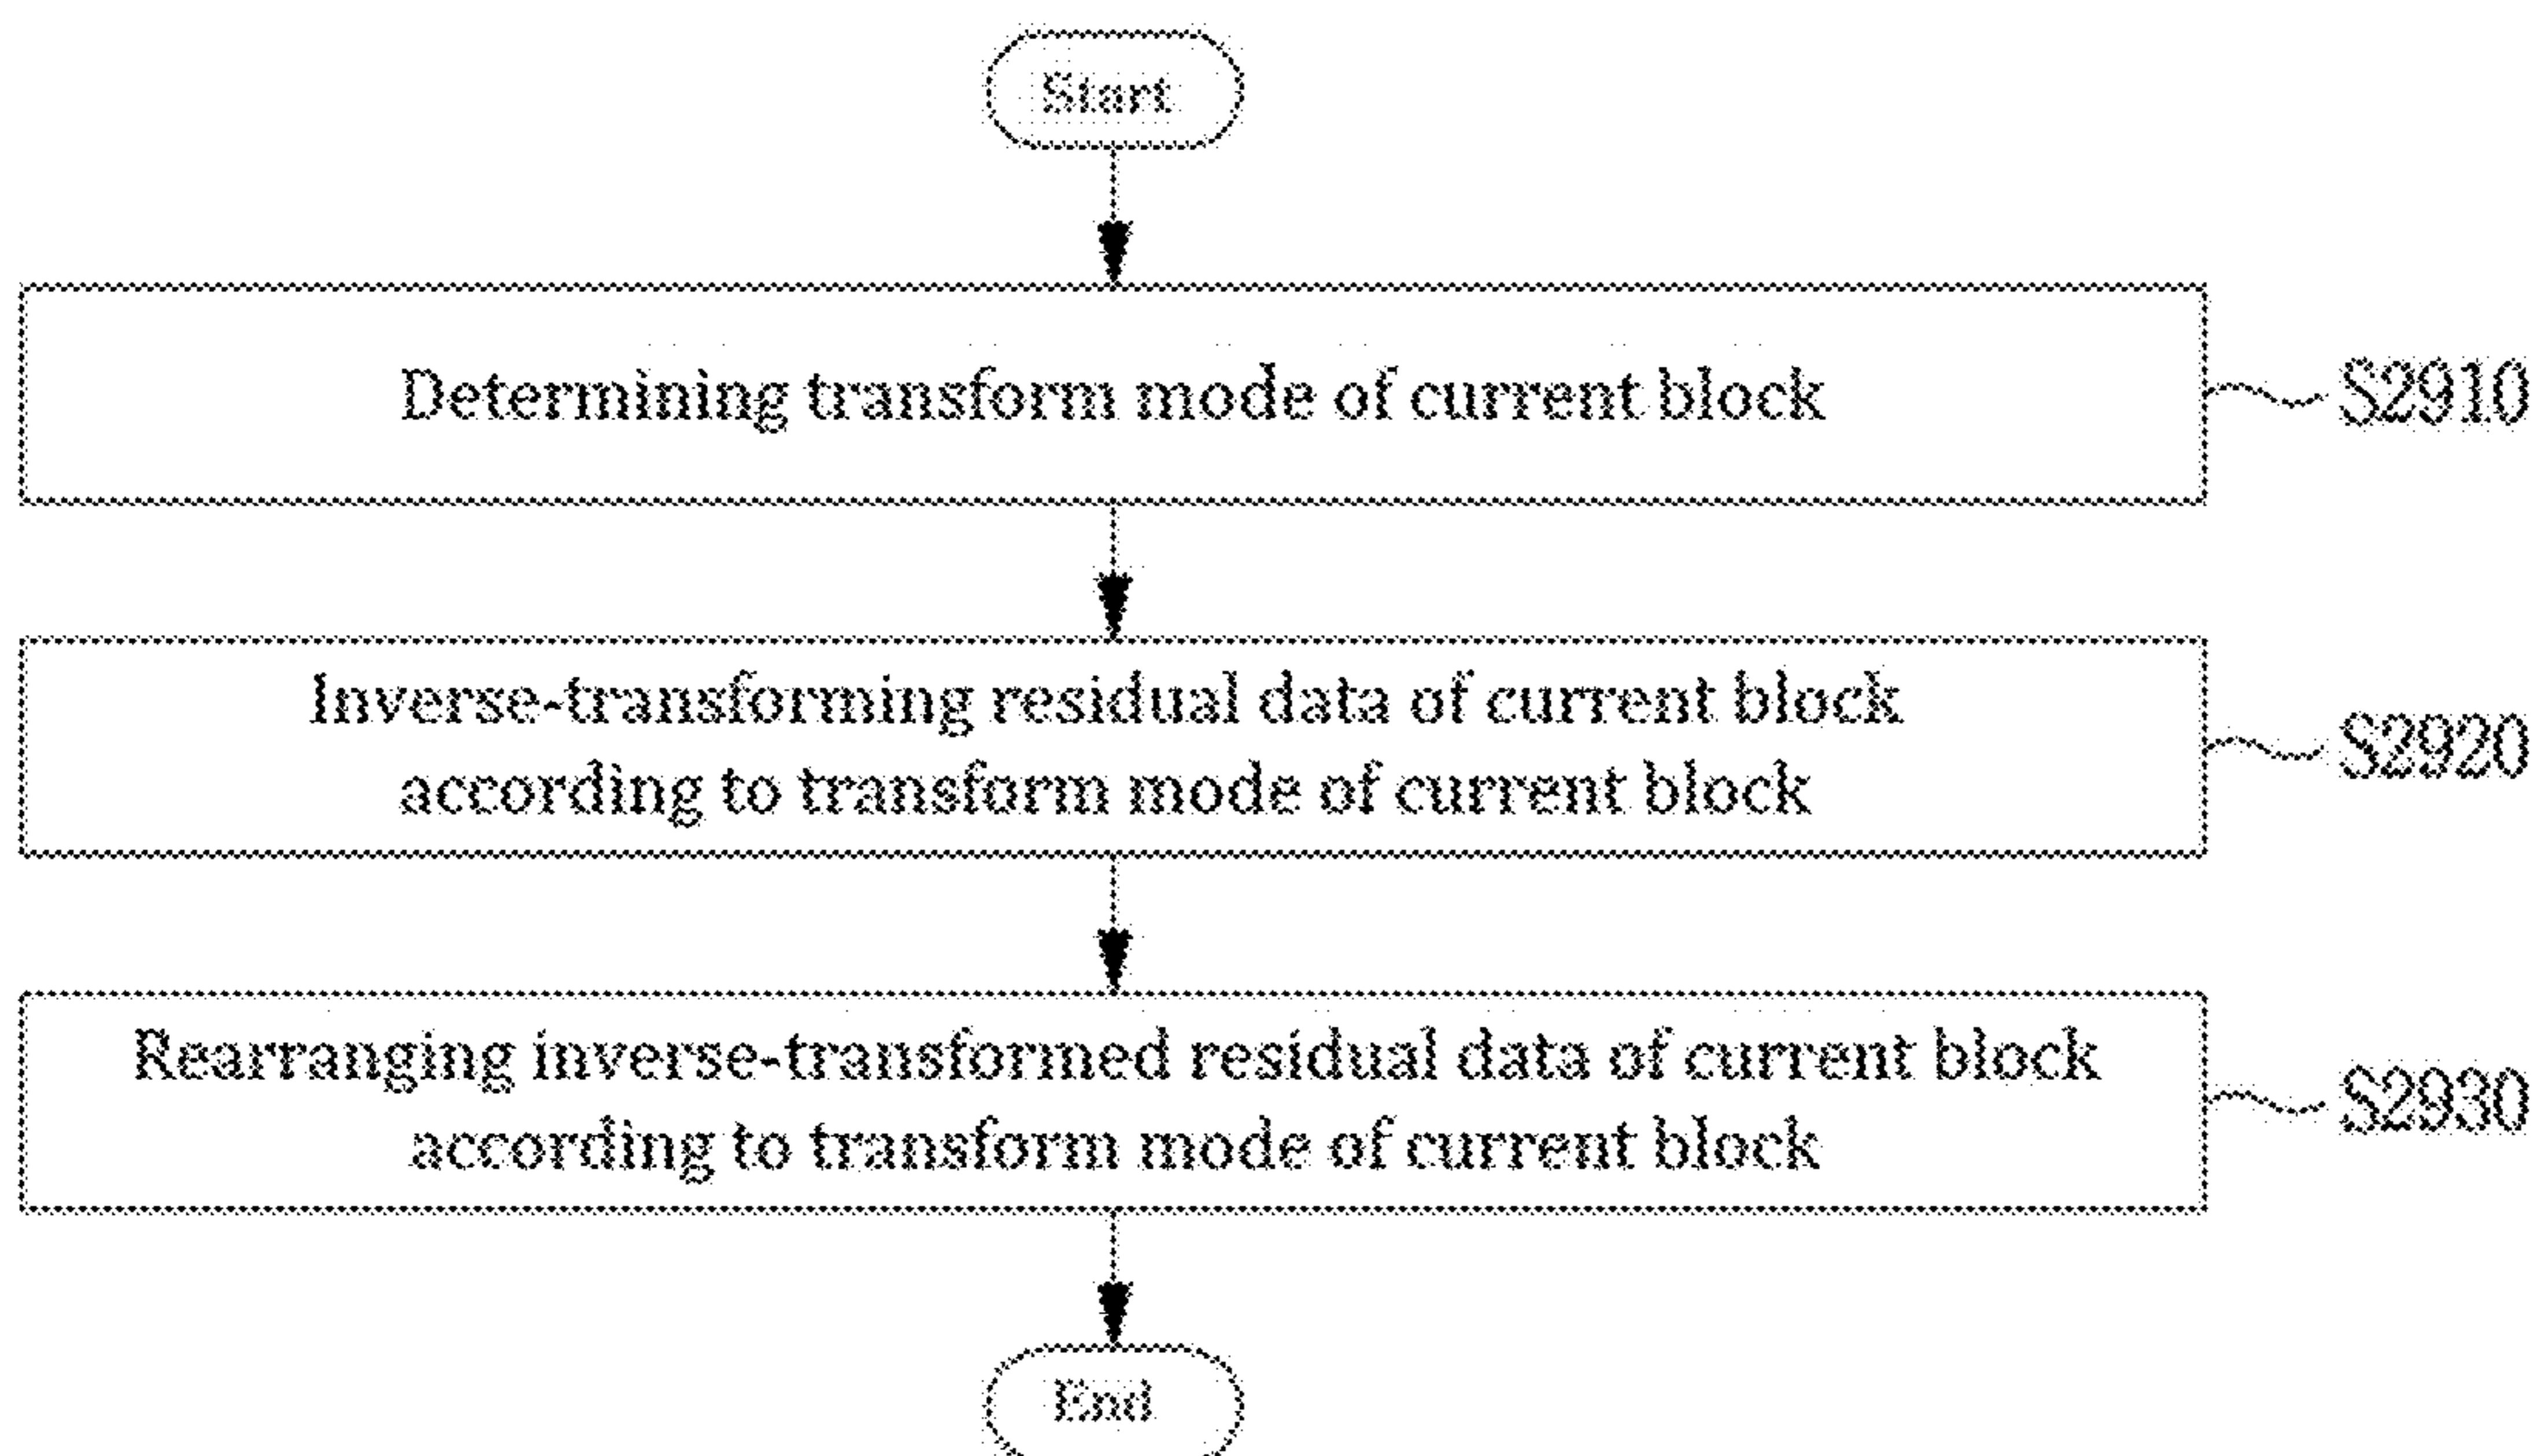 Start
Determining transform mode of current block
S2910
Inverse-transforming residual data of current block
according to transform mode of current block
S2920
Rearranging inverse-transformed residual data of current block
according to transform mode of current block
S2930
End